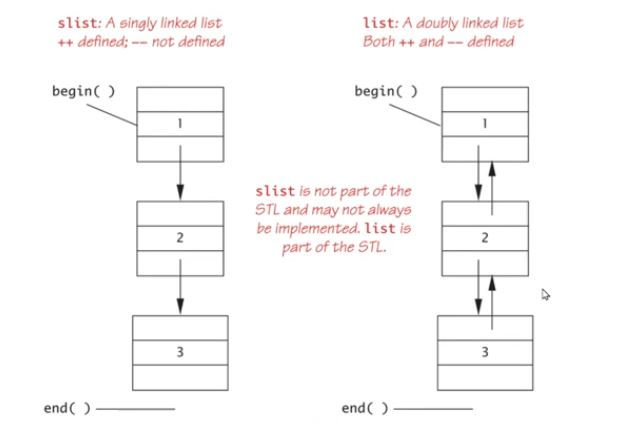 slist: A singly linked list
++ defined; -- not defined
begin( )
1
2
3
end( )
slist is not part of the
STL and may not always
be implemented. list is
part of the STL.
list: A doubly linked list
Both ++ and -- defined
begin( )
1
2
3
end( )